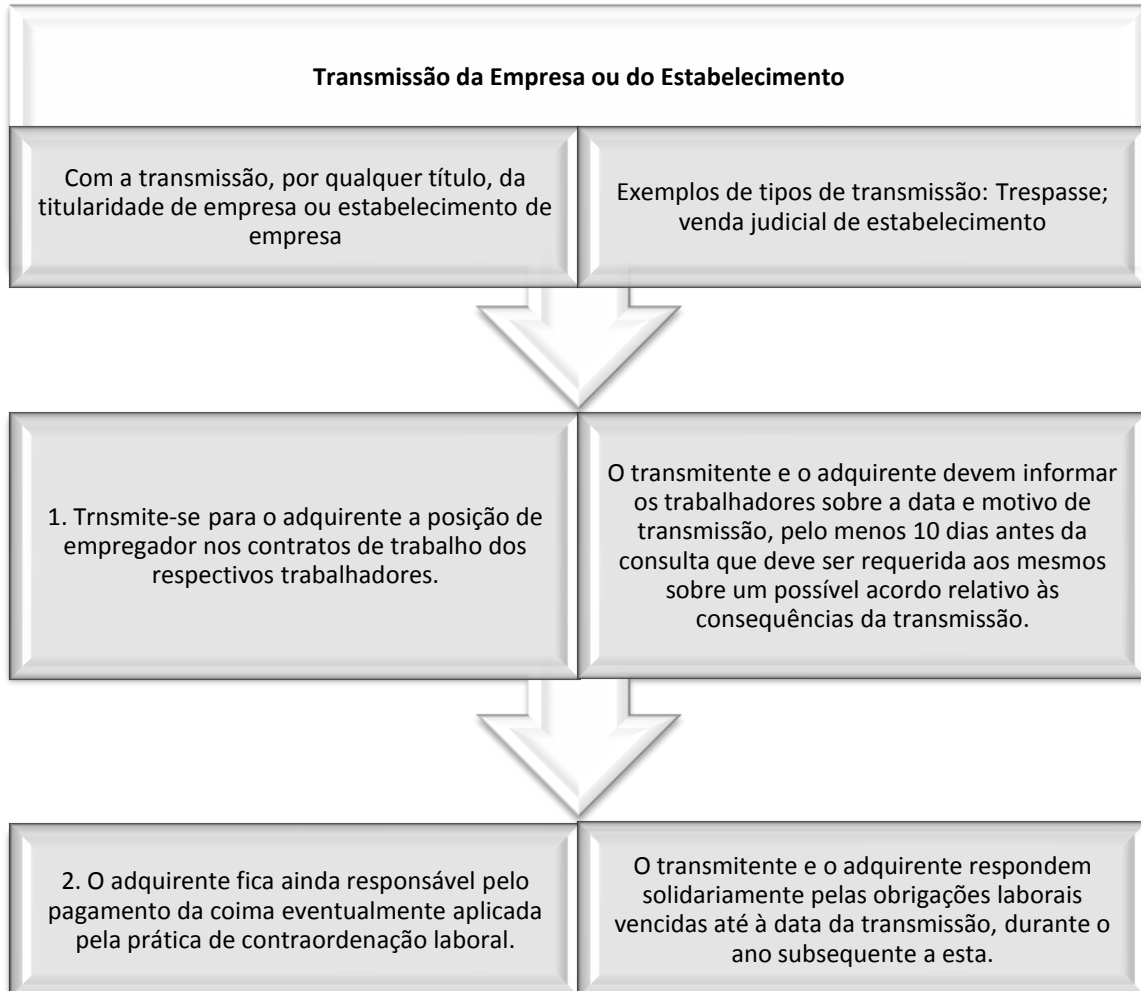 Transmissão da Empresa ou do Estabelecimento
Com a transmissão, por qualquer título, da
titularidade de empresa ou estabelecimento de
empresa
Exemplos de tipos de transmissão: Trespasse;
venda judicial de estabelecimento
1. Trnsmite-se para o adquirente a posição de
empregador nos contratos de trabalho dos
respectivos trabalhadores.
O transmitente e o adquirente devem informar
os trabalhadores sobre a data e motivo de
transmissão, pelo menos 10 dias antes da
consulta que deve ser requerida aos mesmos
sobre um possível acordo relativo às
consequências da transmissão.
2. O adquirente fica ainda responsável pelo
pagamento da coima eventualmente aplicada
pela prática de contraordenação laboral.
O transmitente e o adquirente respondem
solidariamente pelas obrigações laborais
vencidas até à data da transmissão, durante o
ano subsequente a esta.